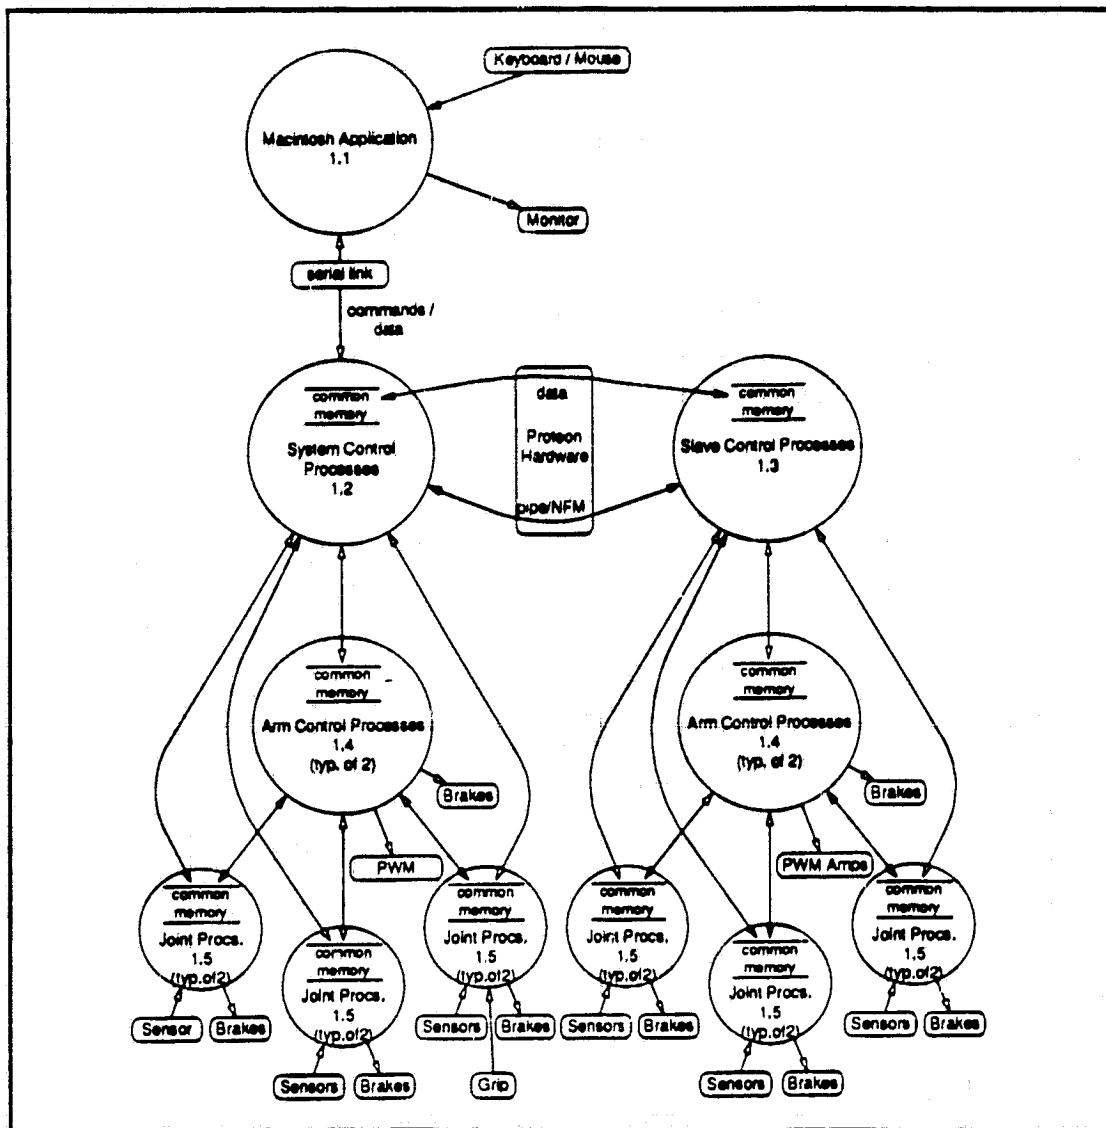 Keyboard / Mouse
Macintosh Application
1.1
Monitor
serial link
commands /
data
common
memory
System Control
Processes
1.2
data
Proteon
Hardware
pipe/NFM
common
memory
Slave Control Processes
1.3
common
memory
Arm Control Processes
1.4
(typ. of 2)
Brakes
PWM
common
memory
Arm Control Processes
1.4
(typ. of 2)
Brakes
PWM Amps
common
memory
Joint Procs.
1.5
(typ.of2)
Sensor
Brakes
common
memory
Joint Procs.
1.5
(typ.of2)
Sensors
Brakes
common
memory
Joint Procs.
1.5
(typ.of2)
Sensors
Brakes
Grip
common
memory
Joint Procs.
1.5
(typ.of2)
Sensors
Brakes
common
memory
Joint Procs.
1.5
(typ.of2)
Sensors
Brakes
common
memory
Joint Procs.
1.5
(typ.of2)
Sensors
Brakes